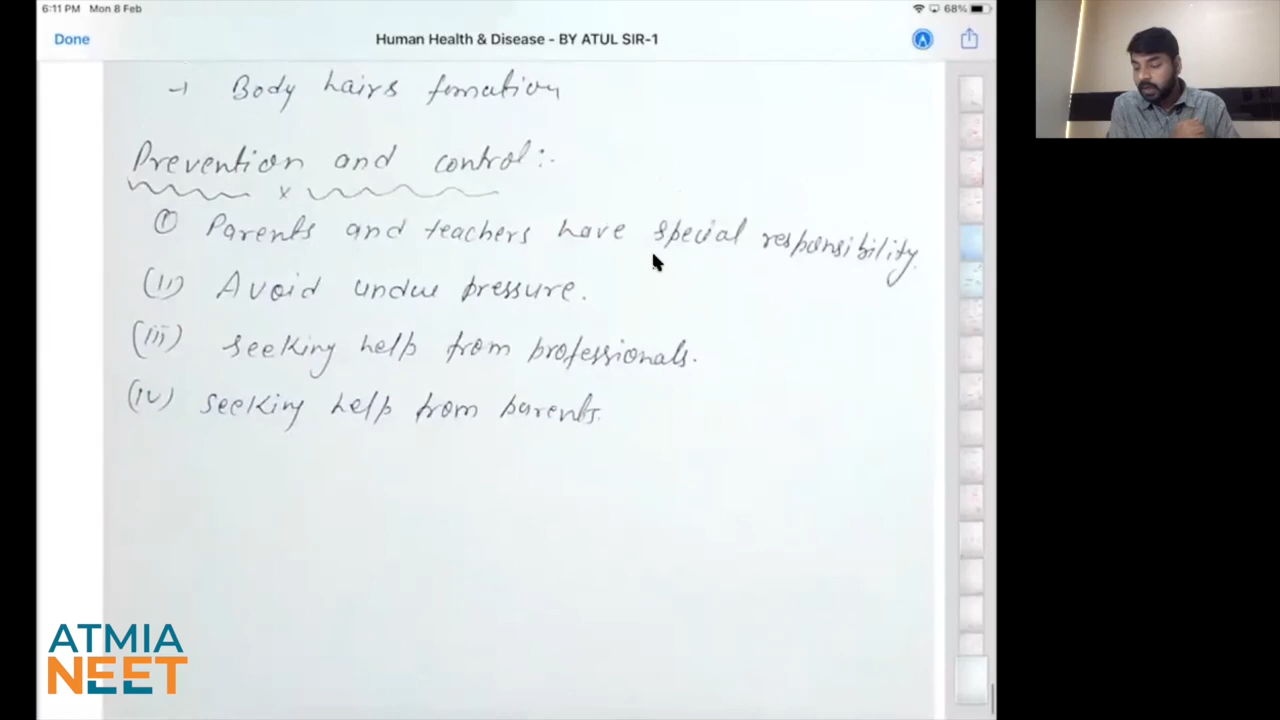 6:11 PM Mon 8 Feb
68%
Done
Human Health & Disease - BY ATUL SIR-1
→ Body hairs fomation
Prevention and control:-
x
(i) Parents and teachers have special responsibility.
(ii) Avoid undue pressure.
(iii) seeking help from professionals.
(iv) seeking help from parents.
ATMIA
NEET